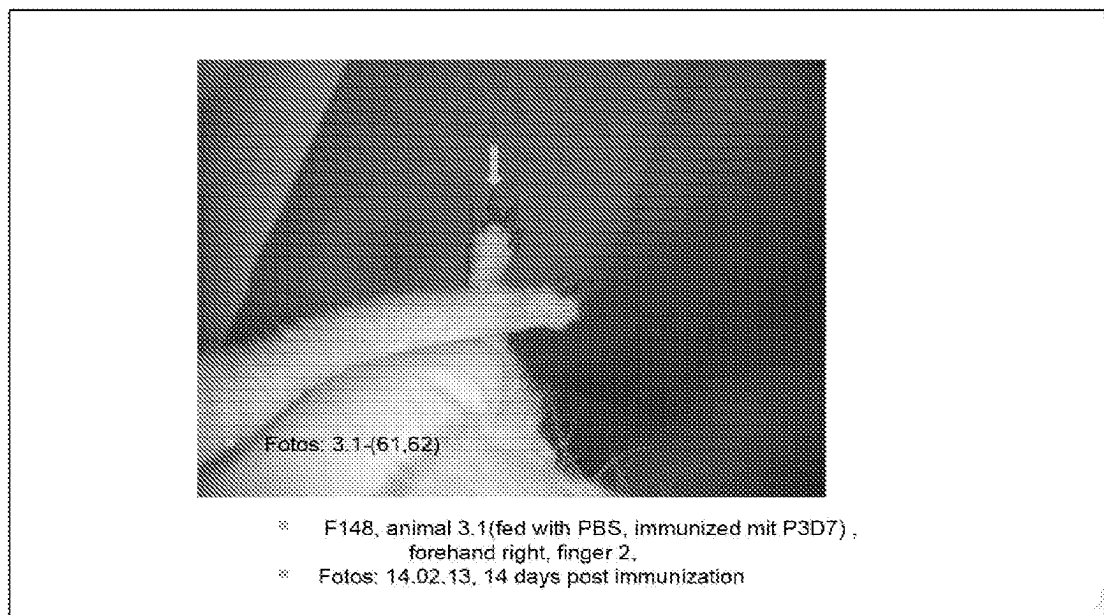 Fotos: 3.1-(61,62)
F148, animal 3.1(fed with PBS, immunized mit P3D7) ,
forehand right, finger 2,
Fotos: 14.02.13, 14 days post immunization